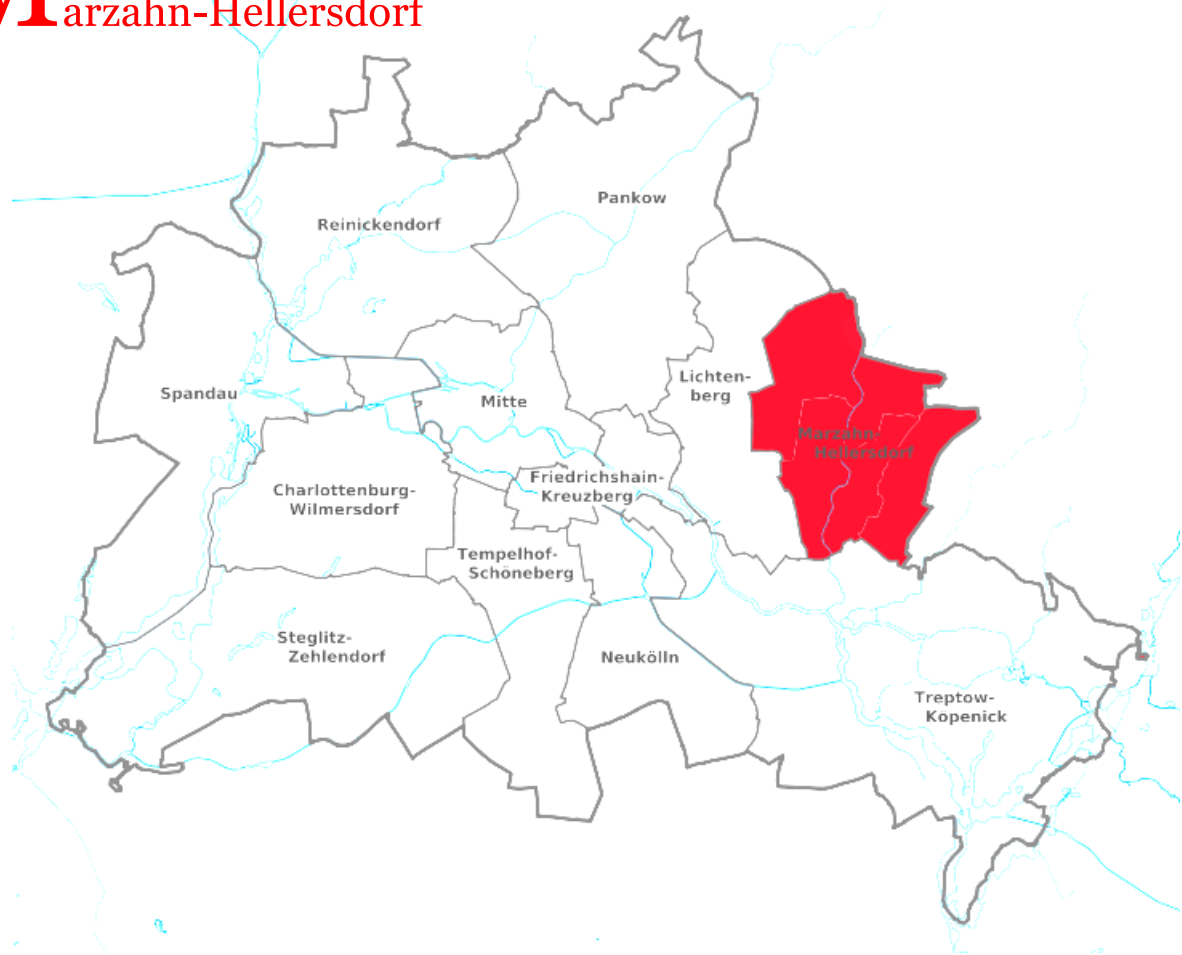 Marzahn-Hellersdorf
Pankow
Reinickendorf
Lichten-
berg
Spandau
Mitte
Marzahn-
Hellersdorf
Friedrichshain-
Kreuzberg
Charlottenburg-
Wilmersdorf
Tempelhof-
Schöneberg
Steglitz-
Zehlendorf
Neukölln
Treptow-
Köpenick